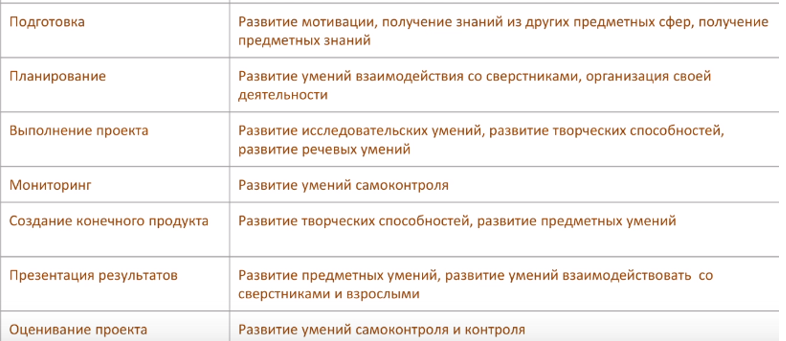 Подготовка
Развитие мотивации, получение знаний из других предметных сфер, получение
предметных знаний
Планирование
Развитие умений взаимодействия со сверстниками, организация своей
деятельности
Выполнение проекта
Развитие исследовательских умений, развитие творческих способностей,
развитие речевых умений
Мониторинг
Развитие умений самоконтроля
Создание конечного продукта
Развитие творческих способностей, развитие предметных умений
Презентация результатов
Развитие предметных умений, развитие умений взаимодействовать со
сверстниками и взрослыми
Оценивание проекта
Развитие умений самоконтроля и контроля